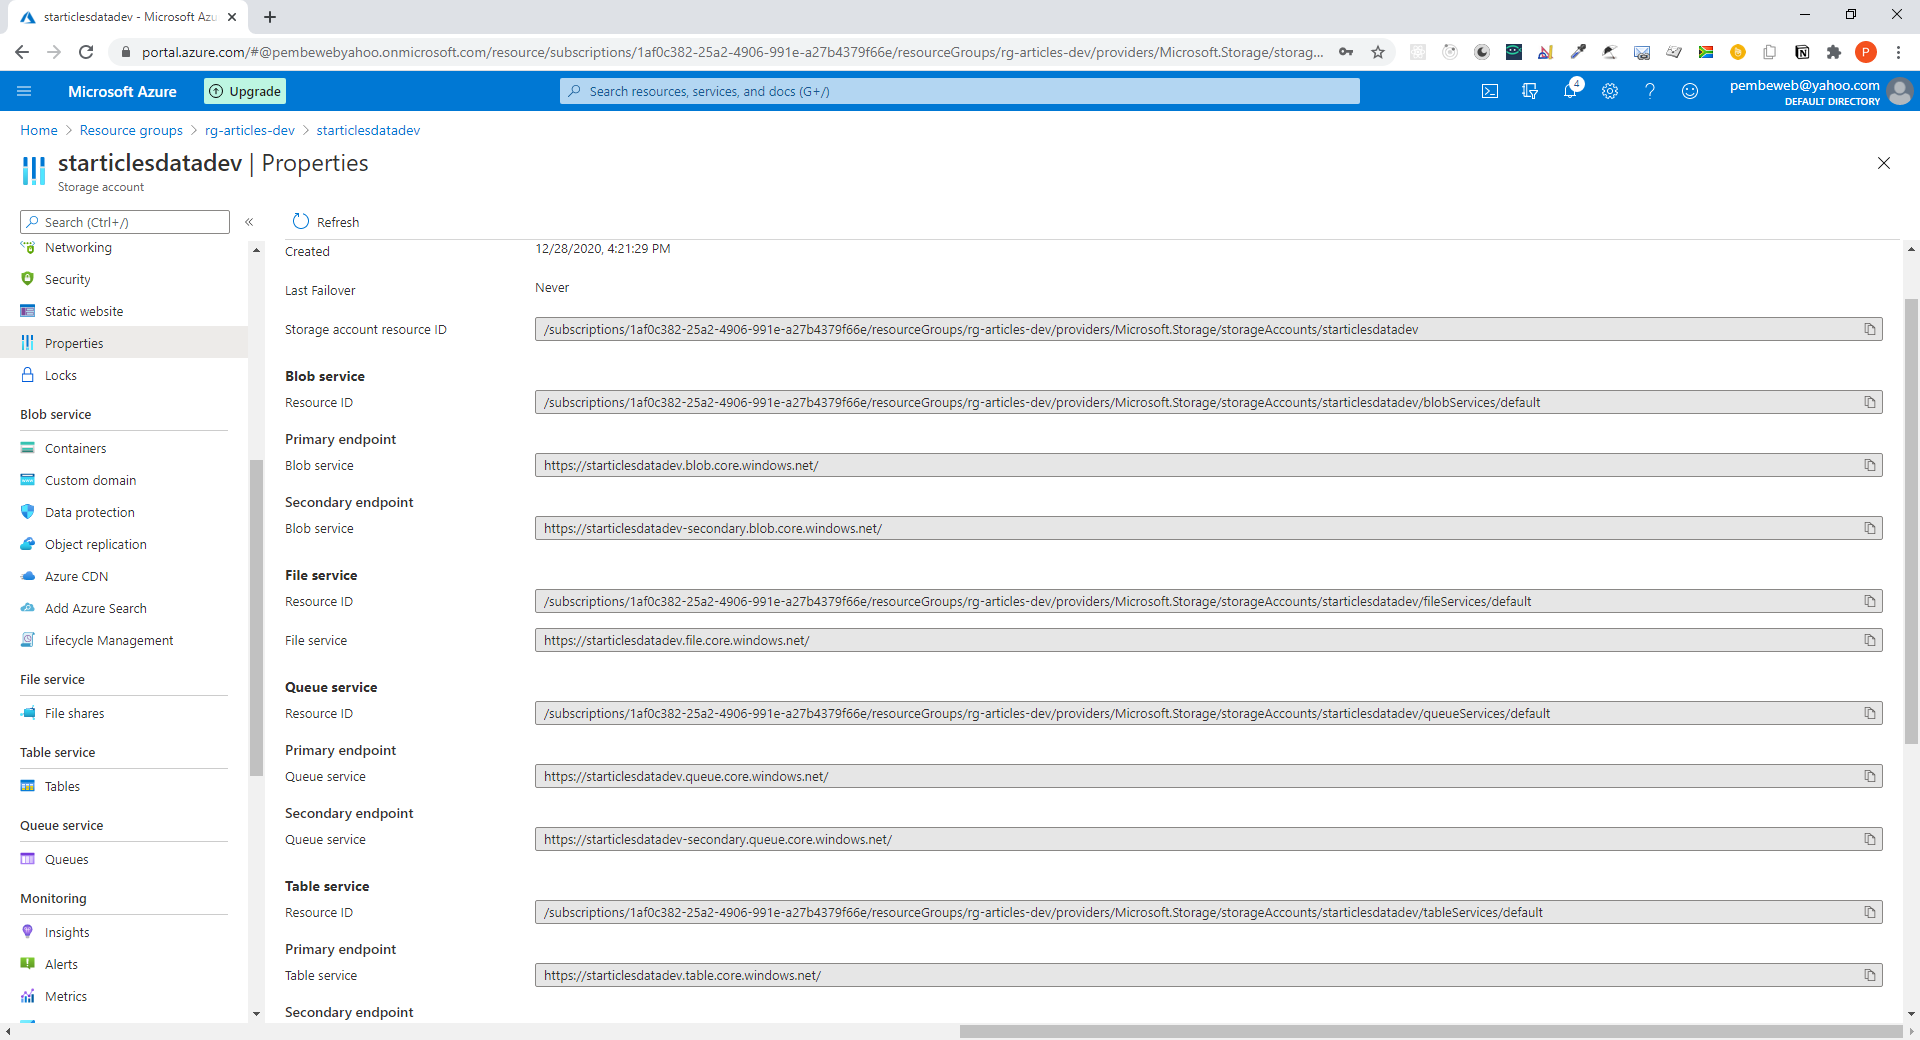 starticlesdatadev - Microsoft Azu
portal.azure.com/#@pembewebyahoo.onmicrosoft.com/resource/subscriptions/1af0c382-25a2-4906-991e-a27b4379f66e/resourceGroups/rg-articles-dev/providers/Microsoft.Storage/storag...
P
Microsoft Azure
Upgrade
Search resources, services, and docs (G+/)
4
pembeweb@yahoo.com
DEFAULT DIRECTORY
Home > Resource groups > rg-articles-dev > starticlesdatadev
starticlesdatadev | Properties
Storage account
Search (Ctrl+/)
«
Networking
Security
Static website
Properties
Locks
Blob service
Containers
Custom domain
Data protection
Object replication
Azure CDN
Add Azure Search
Lifecycle Management
File service
File shares
Table service
Tables
Queue service
Queues
Monitoring
Insights
Alerts
Metrics
Refresh
Created 12/28/2020, 4:21:29 PM
Last Failover Never
Storage account resource ID /subscriptions/1af0c382-25a2-4906-991e-a27b4379f66e/resourceGroups/rg-articles-dev/providers/Microsoft.Storage/storageAccounts/starticlesdatadev
Blob service
Resource ID /subscriptions/1af0c382-25a2-4906-991e-a27b4379f66e/resourceGroups/rg-articles-dev/providers/Microsoft.Storage/storageAccounts/starticlesdatadev/blobServices/default
Primary endpoint
Blob service https://starticlesdatadev.blob.core.windows.net/
Secondary endpoint
Blob service https://starticlesdatadev-secondary.blob.core.windows.net/
File service
Resource ID /subscriptions/1af0c382-25a2-4906-991e-a27b4379f66e/resourceGroups/rg-articles-dev/providers/Microsoft.Storage/storageAccounts/starticlesdatadev/fileServices/default
File service https://starticlesdatadev.file.core.windows.net/
Queue service
Resource ID /subscriptions/1af0c382-25a2-4906-991e-a27b4379f66e/resourceGroups/rg-articles-dev/providers/Microsoft.Storage/storageAccounts/starticlesdatadev/queueServices/default
Primary endpoint
Queue service https://starticlesdatadev.queue.core.windows.net/
Secondary endpoint
Queue service https://starticlesdatadev-secondary.queue.core.windows.net/
Table service
Resource ID /subscriptions/1af0c382-25a2-4906-991e-a27b4379f66e/resourceGroups/rg-articles-dev/providers/Microsoft.Storage/storageAccounts/starticlesdatadev/tableServices/default
Primary endpoint
Table service https://starticlesdatadev.table.core.windows.net/
Secondary endpoint